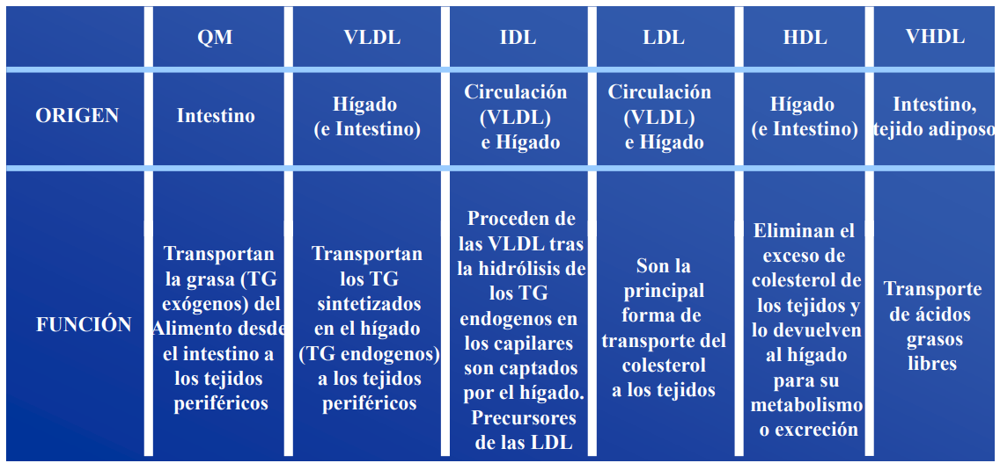 QM
VLDL
IDL
LDL
HDL
VHDL
ORIGEN
Intestino
Hígado
(e Intestino)
Circulación
(VLDL)
e Hígado
Circulación
(VLDL)
e Hígado
Hígado
(e Intestino)
Intestino,
tejido adiposo
FUNCIÓN
Transportan
la grasa (TG
exógenos) del
Alimento desde
el intestino a
los tejidos
periféricos
Transportan
los TG
sintetizados
en el hígado
(TG endogenos)
a los tejidos
periféricos
Proceden de
las VLDL tras
la hidrólisis de
los TG
endogenos en
los capilares
son captados
por el hígado.
Precursores
de las LDL
Son la
principal
forma de
transporte del
colesterol
a los tejidos
Eliminan el
exceso de
colesterol de
los tejidos y
lo devuelven
al hígado
para su
metabolismo
o excreción
Transporte
de ácidos
grasos
libres